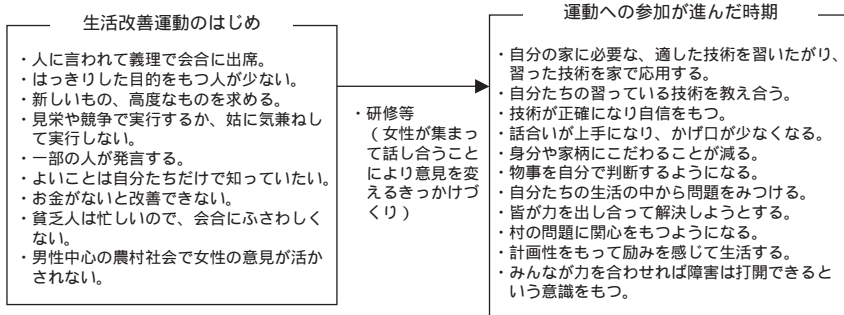 生活改善運動のはじめ
・人に言われて義理で会合に出席。
・はっきりした目的をもつ人が少ない。
・新しいもの、高度なものを求める。
・見栄や競争で実行するか、姑に気兼ねし
て実行しない。
・一部の人が発言する。
・よいことは自分たちだけで知っていたい。
・お金がないと改善できない。
・貧乏人は忙しいので、会合にふさわしく
ない。
・男性中心の農村社会で女性の意見が活か
されない。
・研修等
（女性が集まっ
て話し合うこと
により意見を変
えるきっかけづ
くり）
運動への参加が進んだ時期
・自分の家に必要な、適した技術を習いたがり、
習った技術を家で応用する。
・自分たちの習っている技術を教え合う。
・技術が正確になり自信をもつ。
・話合いが上手になり、かげ口が少なくなる。
・身分や家柄にこだわることが減る。
・物事を自分で判断するようになる。
・自分たちの生活の中から問題をみつける。
・皆が力を出し合って解決しようとする。
・村の問題に関心をもつようになる。
・計画性をもって励みを感じて生活する。
・みんなが力を合わせれば障害は打開できると
いう意識をもつ。